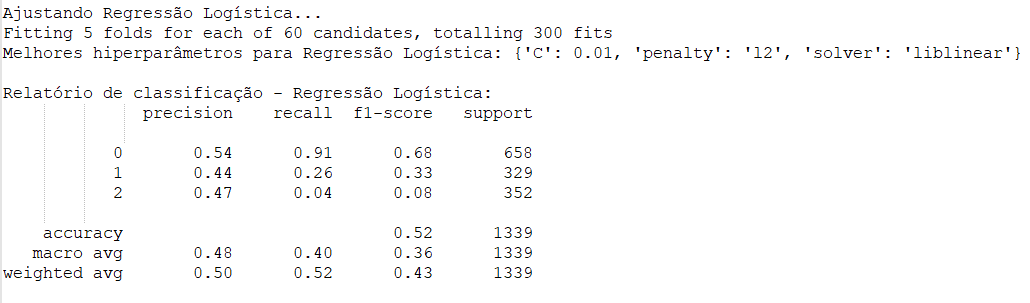 Ajustando Regressão Logística...
Fitting 5 folds for each of 60 candidates, totalling 300 fits
Melhores hiperparâmetros para Regressão Logística: {'C': 0.01, 'penalty': 'l2', 'solver': 'liblinear'}
Relatório de classificação - Regressão Logística:
precision recall f1-score support
0 0.54 0.91 0.68 658
1 0.44 0.26 0.33 329
2 0.47 0.04 0.08 352
accuracy 0.52 1339
macro avg 0.48 0.40 0.36 1339
weighted avg 0.50 0.52 0.43 1339